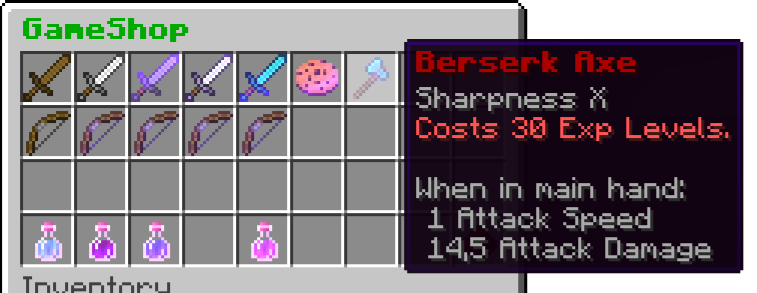 GameShop
Berserk Axe
Sharpness X
Costs 30 Exp Levels.
When in main hand:
1 Attack Speed
14,5 Attack Damage
Inventory